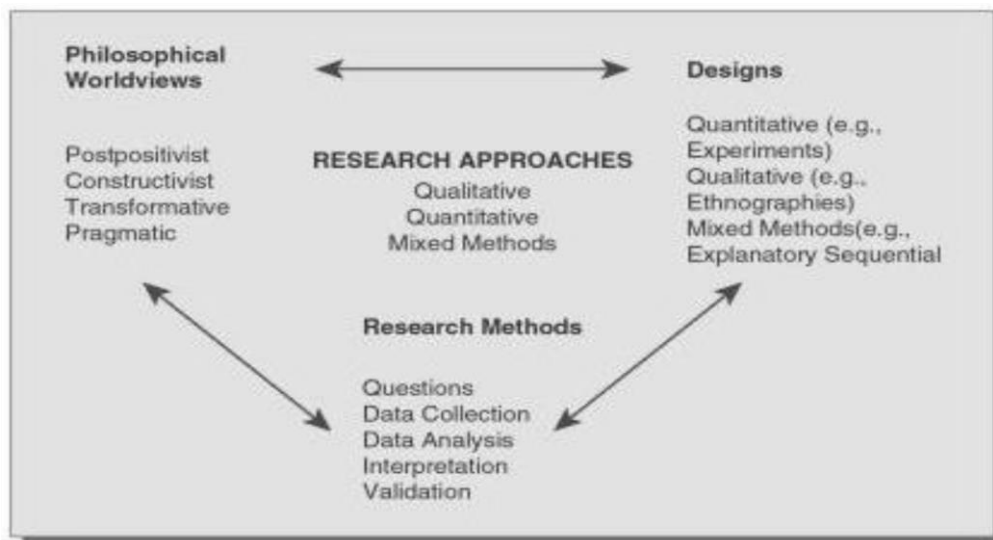 Philosophical
Worldviews
Designs
Postpositivist
Constructivist
Transformative
Pragmatic
RESEARCH APPROACHES
Qualitative
Quantitative
Mixed Methods
Quantitative (e.g.,
Experiments)
Qualitative (e.g.,
Ethnographies)
Mixed Methods(e.g.,
Explanatory Sequential
Research Methods
Questions
Data Collection
Data Analysis
Interpretation
Validation